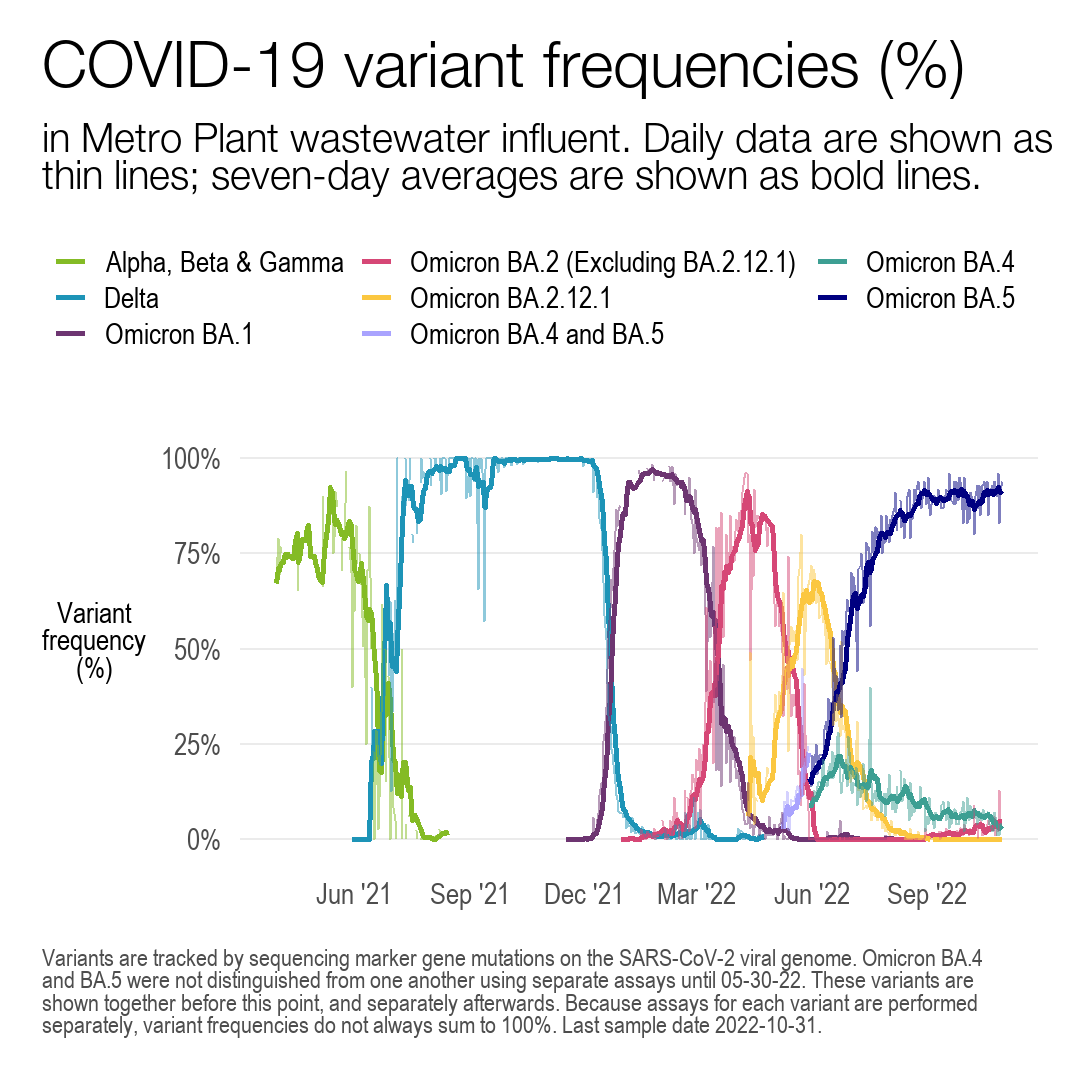 COVID-19 variant frequencies (%)
in Metro Plant wastewater influent. Daily data are shown as
thin lines; seven-day averages are shown as bold lines.
Alpha, Beta & Gamma
Delta
Omicron BA.1
Omicron BA.2 (Excluding BA.2.12.1)
Omicron BA.2.12.1
Omicron BA.4 and BA.5
Omicron BA.4
Omicron BA.5
Variant
frequency
(%)
100%
75%
50%
25%
0%
Jun '21
Sep '21
Dec '21
Mar '22
Jun '22
Sep '22
Variants are tracked by sequencing marker gene mutations on the SARS-CoV-2 viral genome. Omicron BA.4
and BA.5 were not distinguished from one another using separate assays until 05-30-22. These variants are
shown together before this point, and separately afterwards. Because assays for each variant are performed
separately, variant frequencies do not always sum to 100%. Last sample date 2022-10-31.